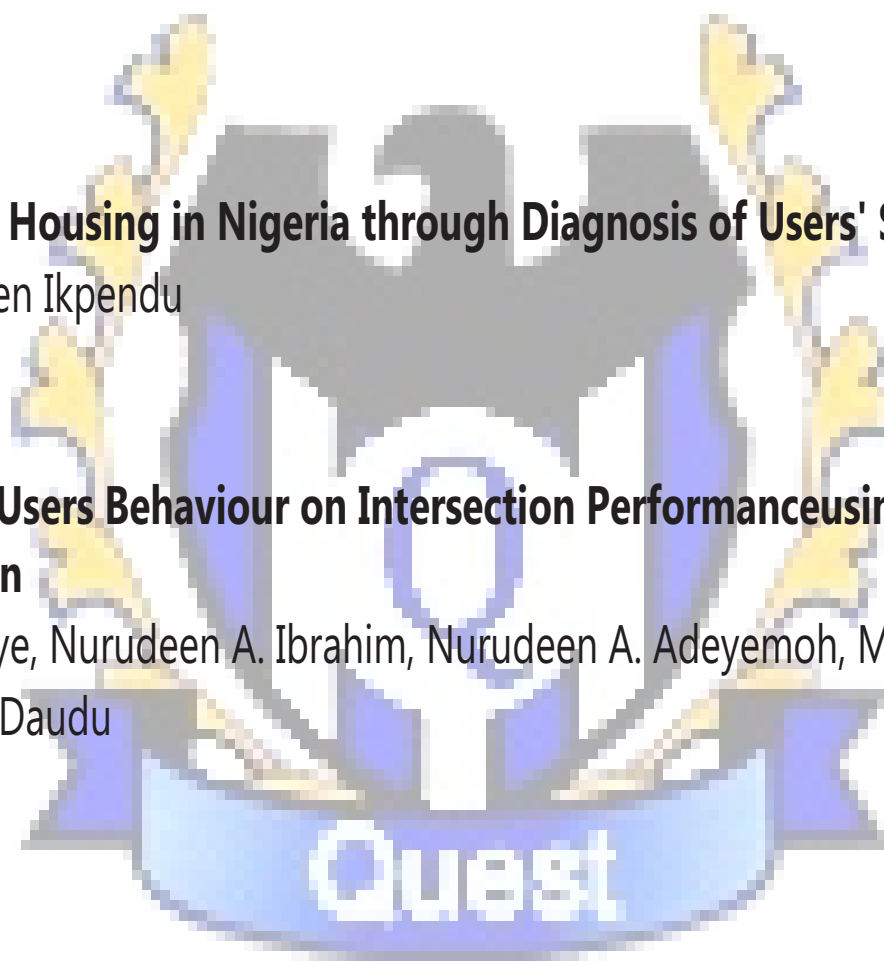 Housing in Nigeria through Diagnosis of Users' S
en Ikpendu
Users Behaviour on Intersection Performanceusin
n
ye, Nurudeen A. Ibrahim, Nurudeen A. Adeyemoh, M
Daudu
Q
Quest